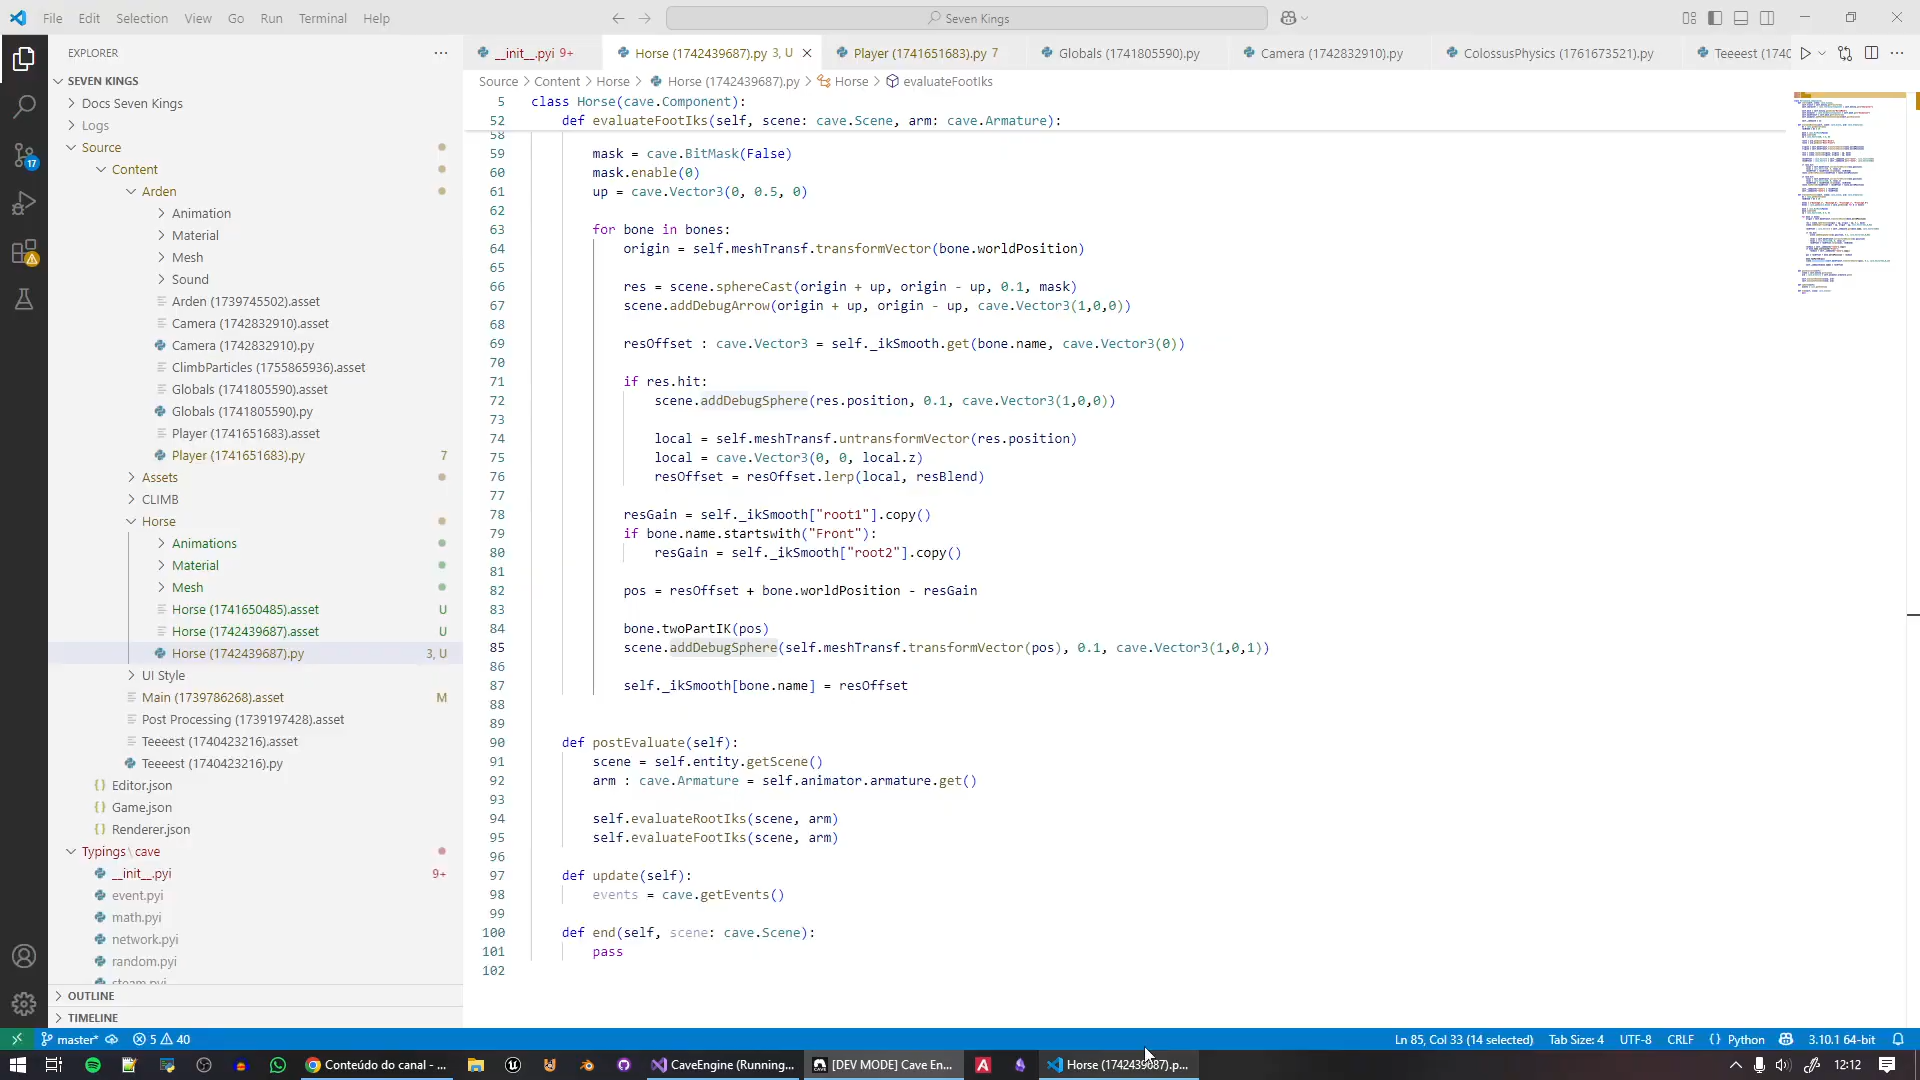 File Edit Selection View Go Run Terminal Help
Seven Kings
EXPLORER
SEVEN KINGS
Docs Seven Kings
Logs
Source
Content
Arden
Animation
Material
Mesh
Sound
Arden (1739745502).asset
Camera (1742832910).asset
Camera (1742832910).py
ClimbParticles (1755865936).asset
Globals (1741805590).asset
Globals (1741805590).py
Player (1741651683).asset
Player (1741651683).py 7
Assets
CLIMB
Horse
Animations
Material
Mesh
Horse (1741650485).asset U
Horse (1742439687).asset U
Horse (1742439687).py 3, U
UI Style
Main (1739786268).asset M
Post Processing (1739197428).asset
Teeeest (1740423216).asset
Teeeest (1740423216).py
Editor.json
Game.json
Renderer.json
Typings\cave
__init__.pyi 9+
event.pyi
math.pyi
network.pyi
random.pyi
steam.pyi
OUTLINE
TIMELINE
17
__init__.pyi 9+ Horse (1742439687).py 3, U Player (1741651683).py 7 Globals (1741805590).py Camera (1742832910).py ColossusPhysics (1761673521).py Teeeest (1740
Source > Content > Horse > Horse (1742439687).py > Horse > evaluateFootIks
5 class Horse(cave.Component):
52 def evaluateFootIks(self, scene: cave.Scene, arm: cave.Armature):
58
59 mask = cave.BitMask(False)
60 mask.enable(0)
61 up = cave.Vector3(0, 0.5, 0)
62
63 for bone in bones:
64 origin = self.meshTransf.transformVector(bone.worldPosition)
65
66 res = scene.sphereCast(origin + up, origin - up, 0.1, mask)
67 scene.addDebugArrow(origin + up, origin - up, cave.Vector3(1,0,0))
68
69 resOffset : cave.Vector3 = self._ikSmooth.get(bone.name, cave.Vector3(0))
70
71 if res.hit:
72 scene.addDebugSphere(res.position, 0.1, cave.Vector3(1,0,0))
73
74 local = self.meshTransf.untransformVector(res.position)
75 local = cave.Vector3(0, 0, local.z)
76 resOffset = resOffset.lerp(local, resBlend)
77
78 resGain = self._ikSmooth["root1"].copy()
79 if bone.name.startswith("Front"):
80 resGain = self._ikSmooth["root2"].copy()
81
82 pos = resOffset + bone.worldPosition - resGain
83
84 bone.twoPartIK(pos)
85 scene.addDebugSphere(self.meshTransf.transformVector(pos), 0.1, cave.Vector3(1,0,1))
86
87 self._ikSmooth[bone.name] = resOffset
88
89
90 def postEvaluate(self):
91 scene = self.entity.getScene()
92 arm : cave.Armature = self.animator.armature.get()
93
94 self.evaluateRootIks(scene, arm)
95 self.evaluateFootIks(scene, arm)
96
97 def update(self):
98 events = cave.getEvents()
99
100 def end(self, scene: cave.Scene):
101 pass
102
master* 5 40 Ln 85, Col 33 (14 selected) Tab Size: 4 UTF-8 CRLF {} Python 3.10.1 64-bit
Conteúdo do canal - ... CaveEngine (Running... [DEV MODE] Cave En... Horse (1742439687).p... 12:12